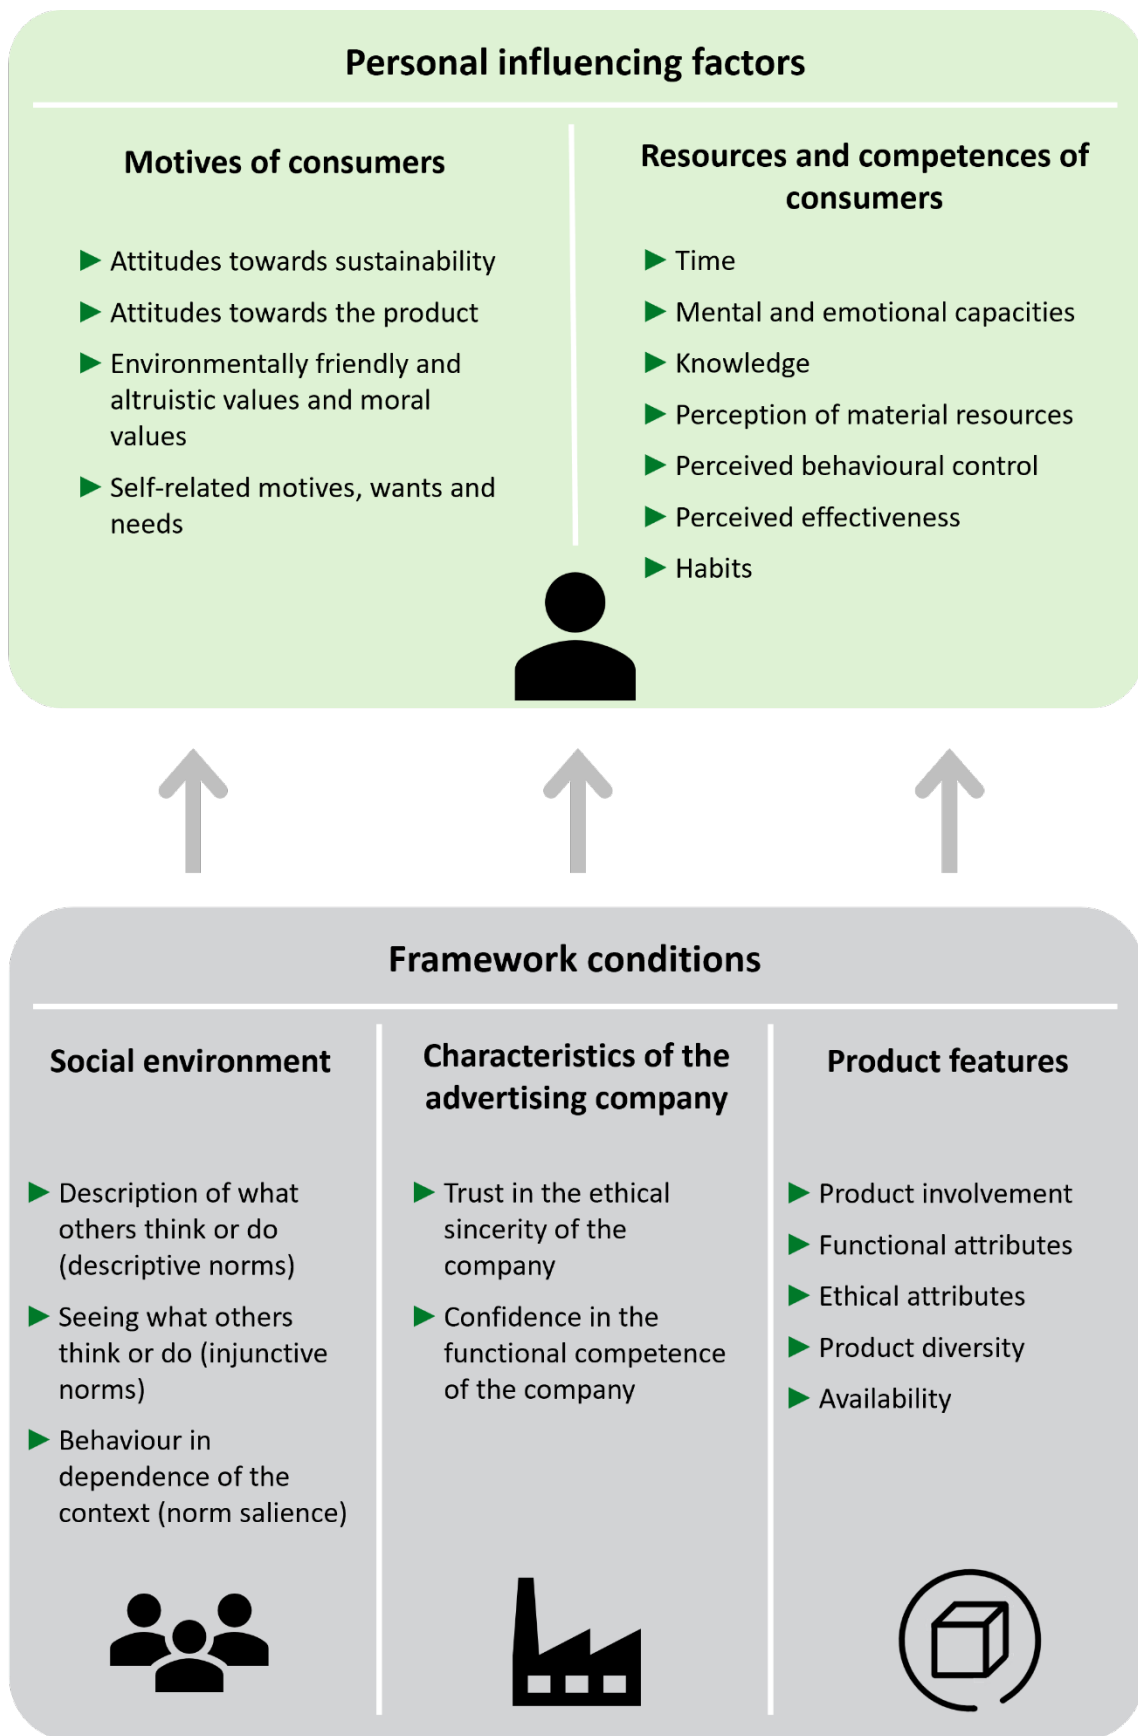 Personal influencing factors
Motives of consumers
Attitudes towards sustainability
Attitudes towards the product
Environmentally friendly and
altruistic values and moral
values
Self-related motives, wants and
needs
Resources and competences of
consumers
Time
Mental and emotional capacities
Knowledge
Perception of material resources
Perceived behavioural control
Perceived effectiveness
Habits
Framework conditions
Social environment
Description of what
others think or do
(descriptive norms)
Seeing what others
think or do (injunctive
norms)
Behaviour in
dependence of the
context (norm salience)
Characteristics of the
advertising company
Trust in the ethical
sincerity of the
company
Confidence in the
functional competence
of the company
Product features
Product involvement
Functional attributes
Ethical attributes
Product diversity
Availability